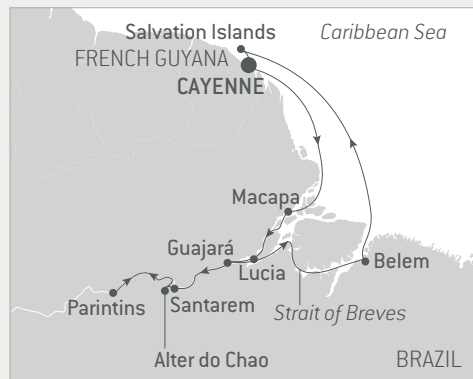 Salvation Islands
Caribbean Sea
FRENCH GUYANA
CAYENNE
Macapa
Guajará
Lucia
Belem
Parintins
Santarem
Strait of Breves
Alter do Chao
BRAZIL